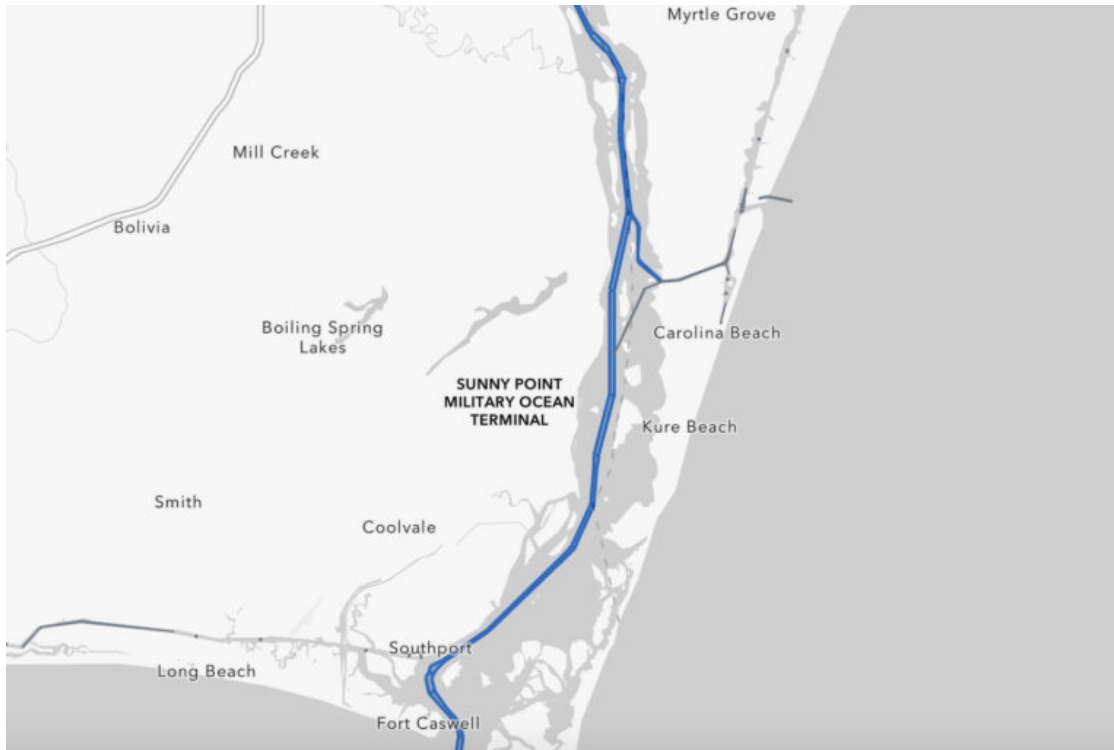 Myrtle Grove
Mill Creek
Bolivia
Boiling Spring
Lakes
Carolina Beach
SUNNY POINT
MILITARY OCEAN
TERMINAL
Kure Beach
Smith
Coolvale
Southport
Long Beach
Fort Caswell